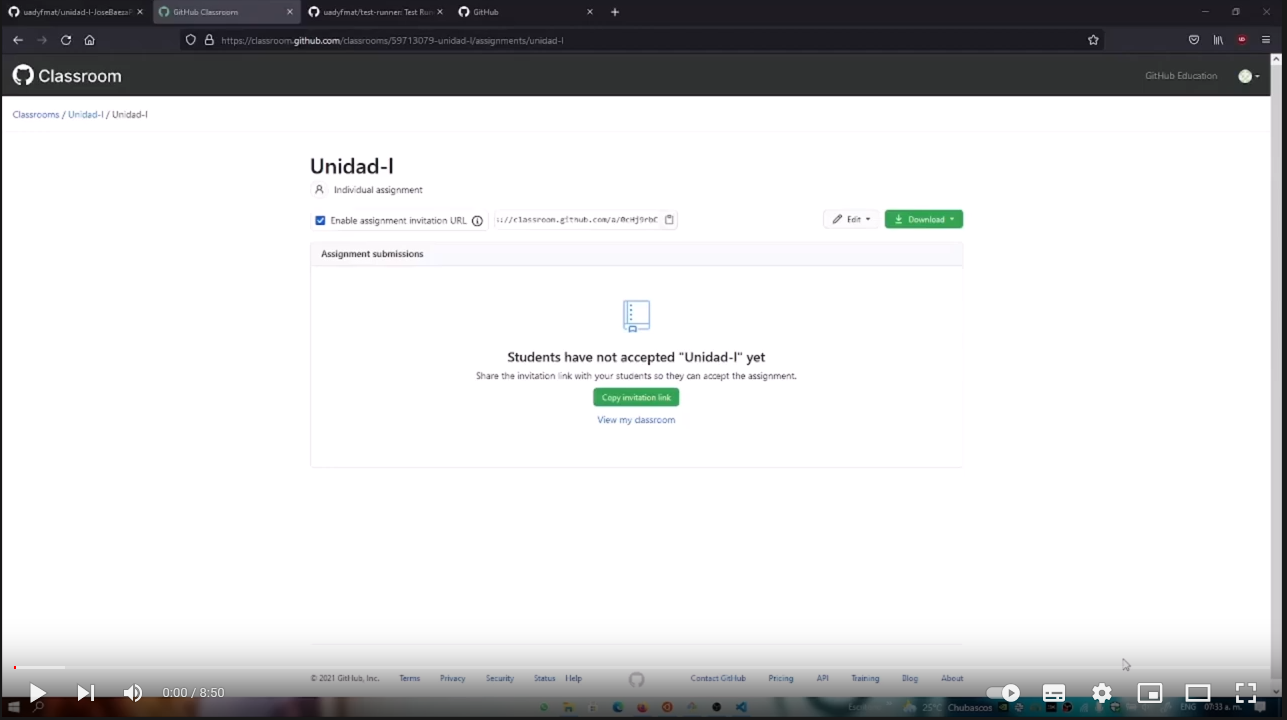 uadyfmat/unidad-l-JoseBaezaP
GitHub Classroom
uadyfmat/test-runner: Test Run
GitHub
https://classroom.github.com/classrooms/59713079-unidad-l/assignments/unidad-l
Classroom
GitHub Education
Classrooms / Unidad-l / Unidad-l
Unidad-l
Individual assignment
Enable assignment invitation URL
://classroom.github.com/a/0cHj9rbC
Edit
Download
Assignment submissions
Students have not accepted "Unidad-l" yet
Share the invitation link with your students so they can accept the assignment.
Copy invitation link
View my classroom
© 2021 GitHub, Inc. Terms Privacy Security Status Help Contact GitHub Pricing API Training Blog About
0:00 / 8:50
25°C Chubascos ENG 07:33 a. m.